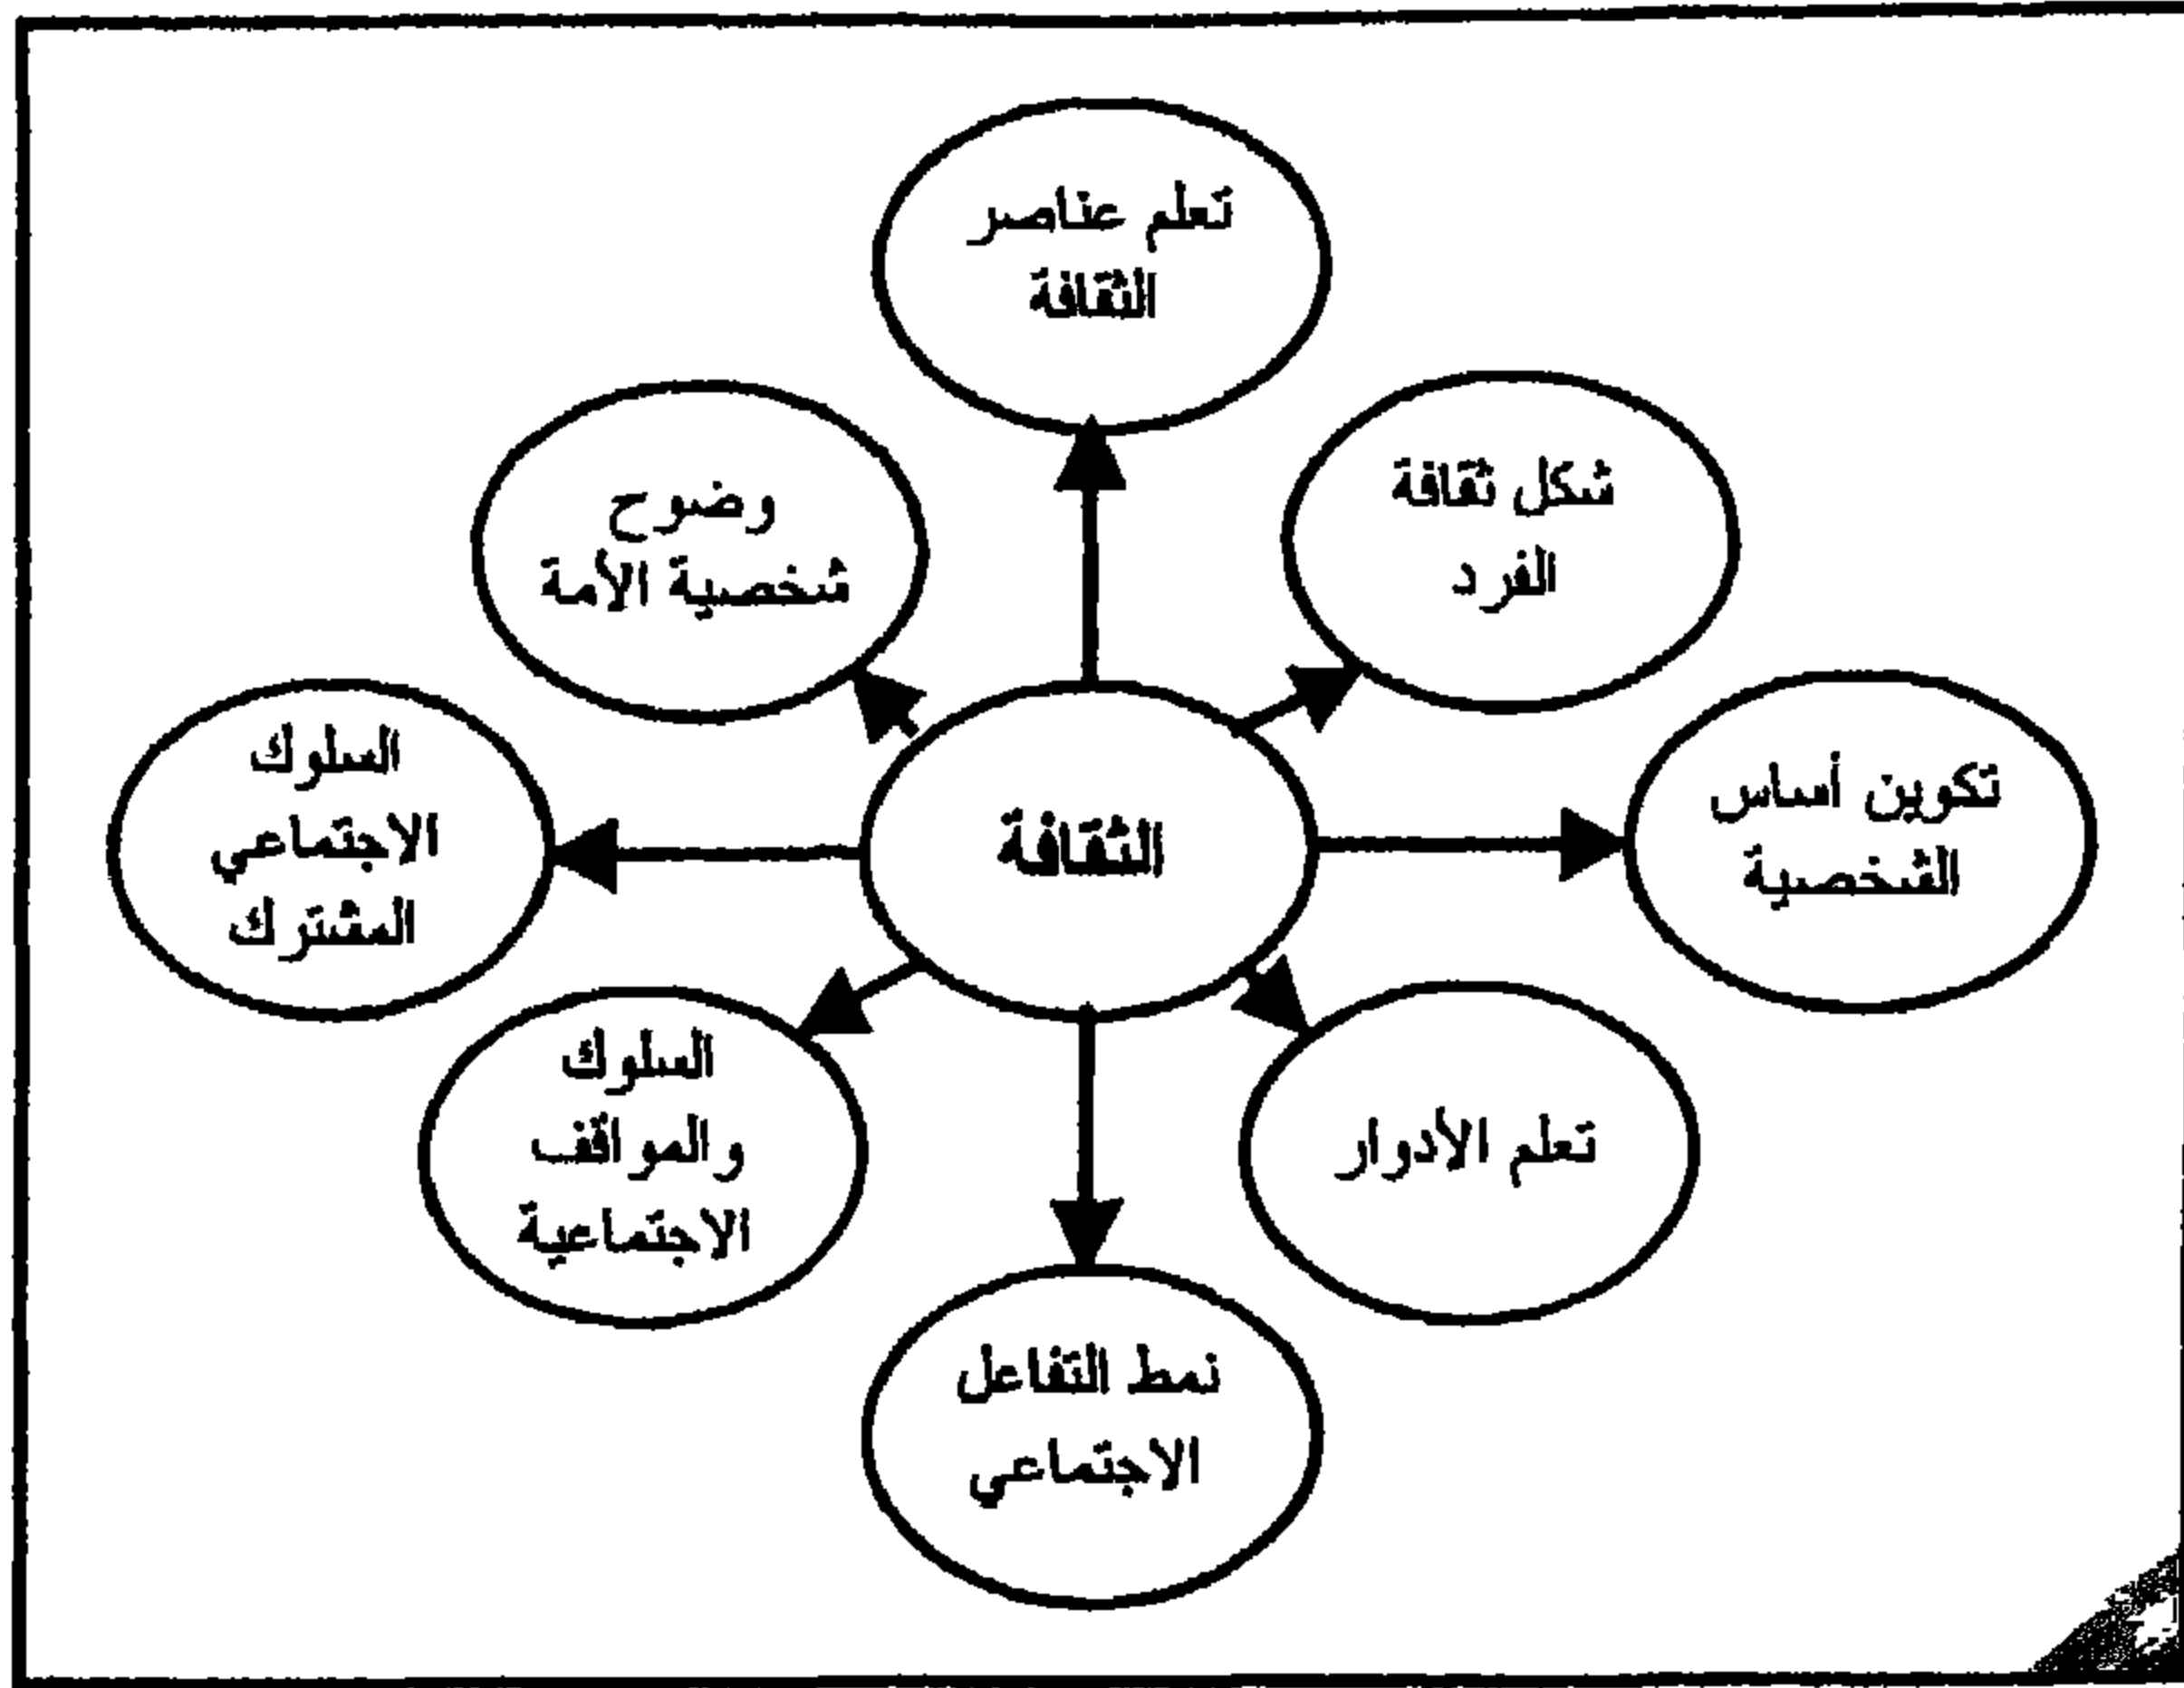 تعلم عناصر
الثقافة
شكل ثقافة
الفرد
وضوح
شخصية الأمة
تكوين أساس
الشخصية
الثقافة
السلوك
الاجتماعي
المشترك
تعلم الأدوار
السلوك
والمواقف
الاجتماعية
نمط التفاعل
الاجتماعي